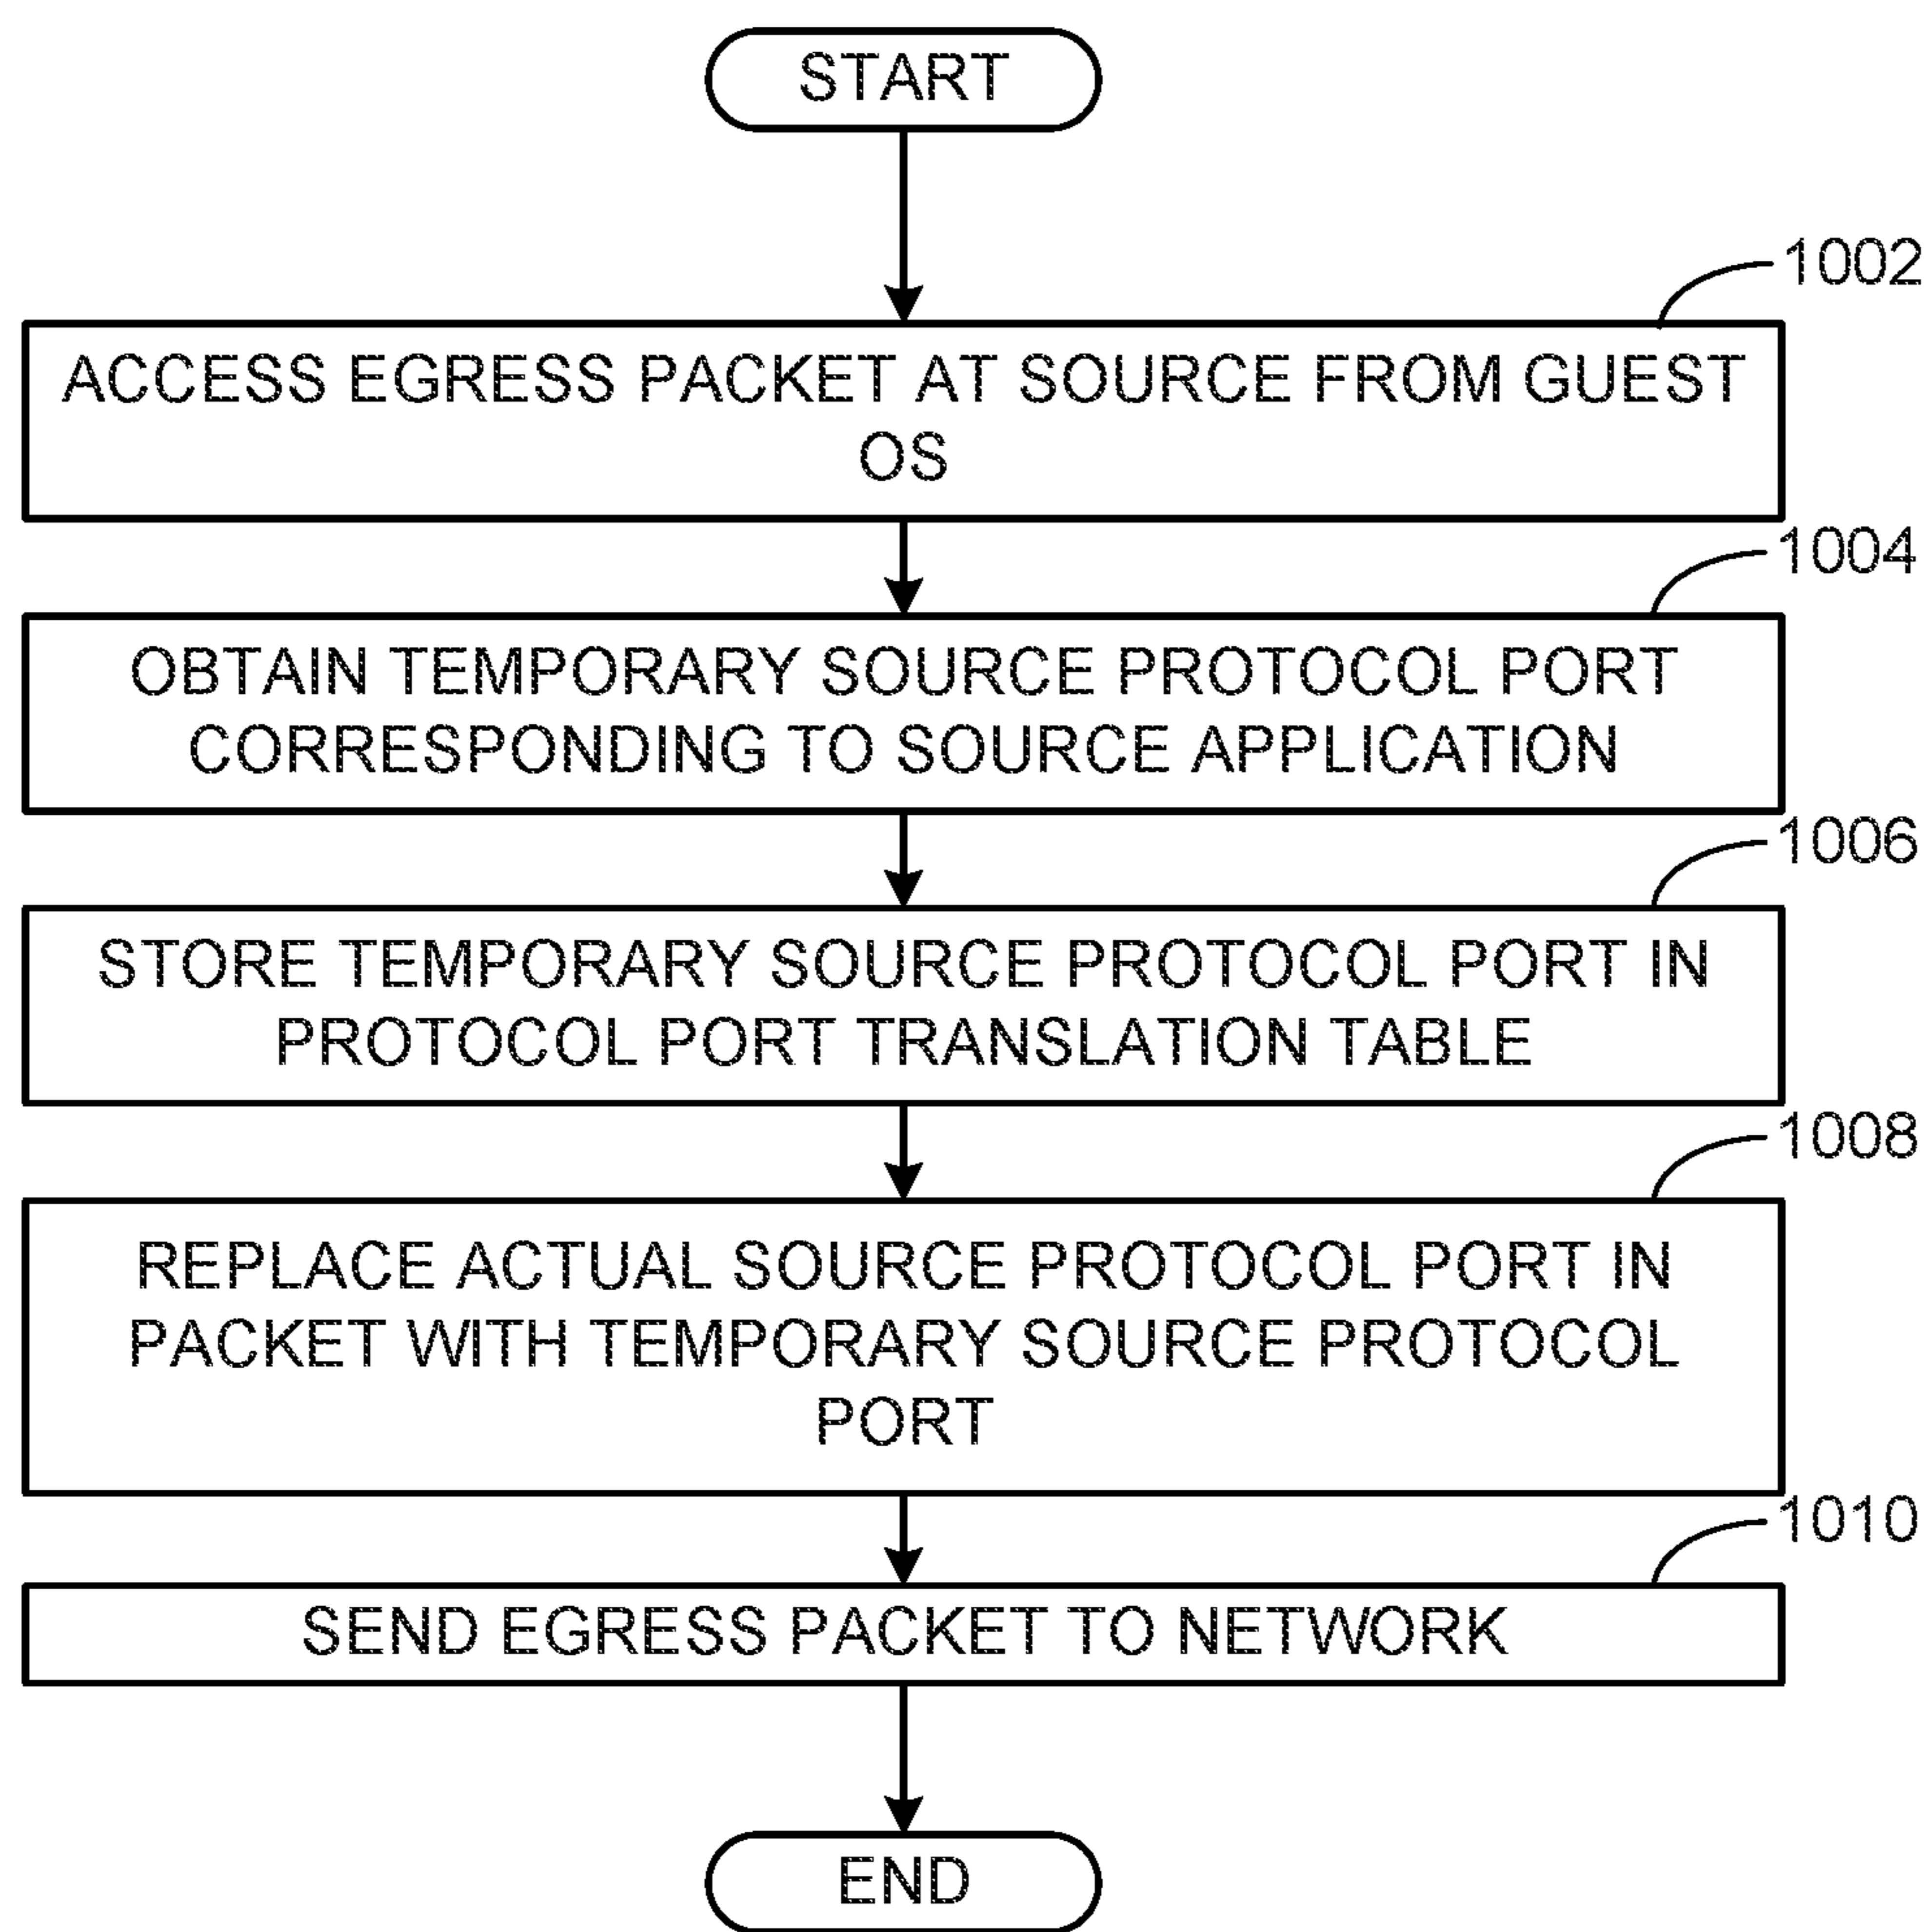 START
1002
ACCESS EGRESS PACKET AT SOURCE FROM GUEST
OS
1004
OBTAIN TEMPORARY SOURCE PROTOCOL PORT
CORRESPONDING TO SOURCE APPLICATION
1006
STORE TEMPORARY SOURCE PROTOCOL PORT IN
PROTOCOL PORT TRANSLATION TABLE
1008
REPLACE ACTUAL SOURCE PROTOCOL PORT IN
PACKET WITH TEMPORARY SOURCE PROTOCOL
PORT
1010
SEND EGRESS PACKET TO NETWORK
END